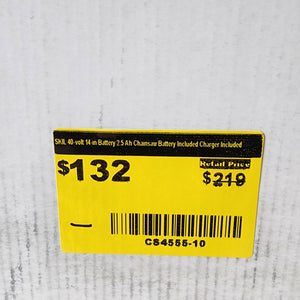 SKIL 40-volt 14-in Battery 2.5 Ah Chainsaw Battery Included Charger Included
$132
Retail Price
$219
CS4555-10